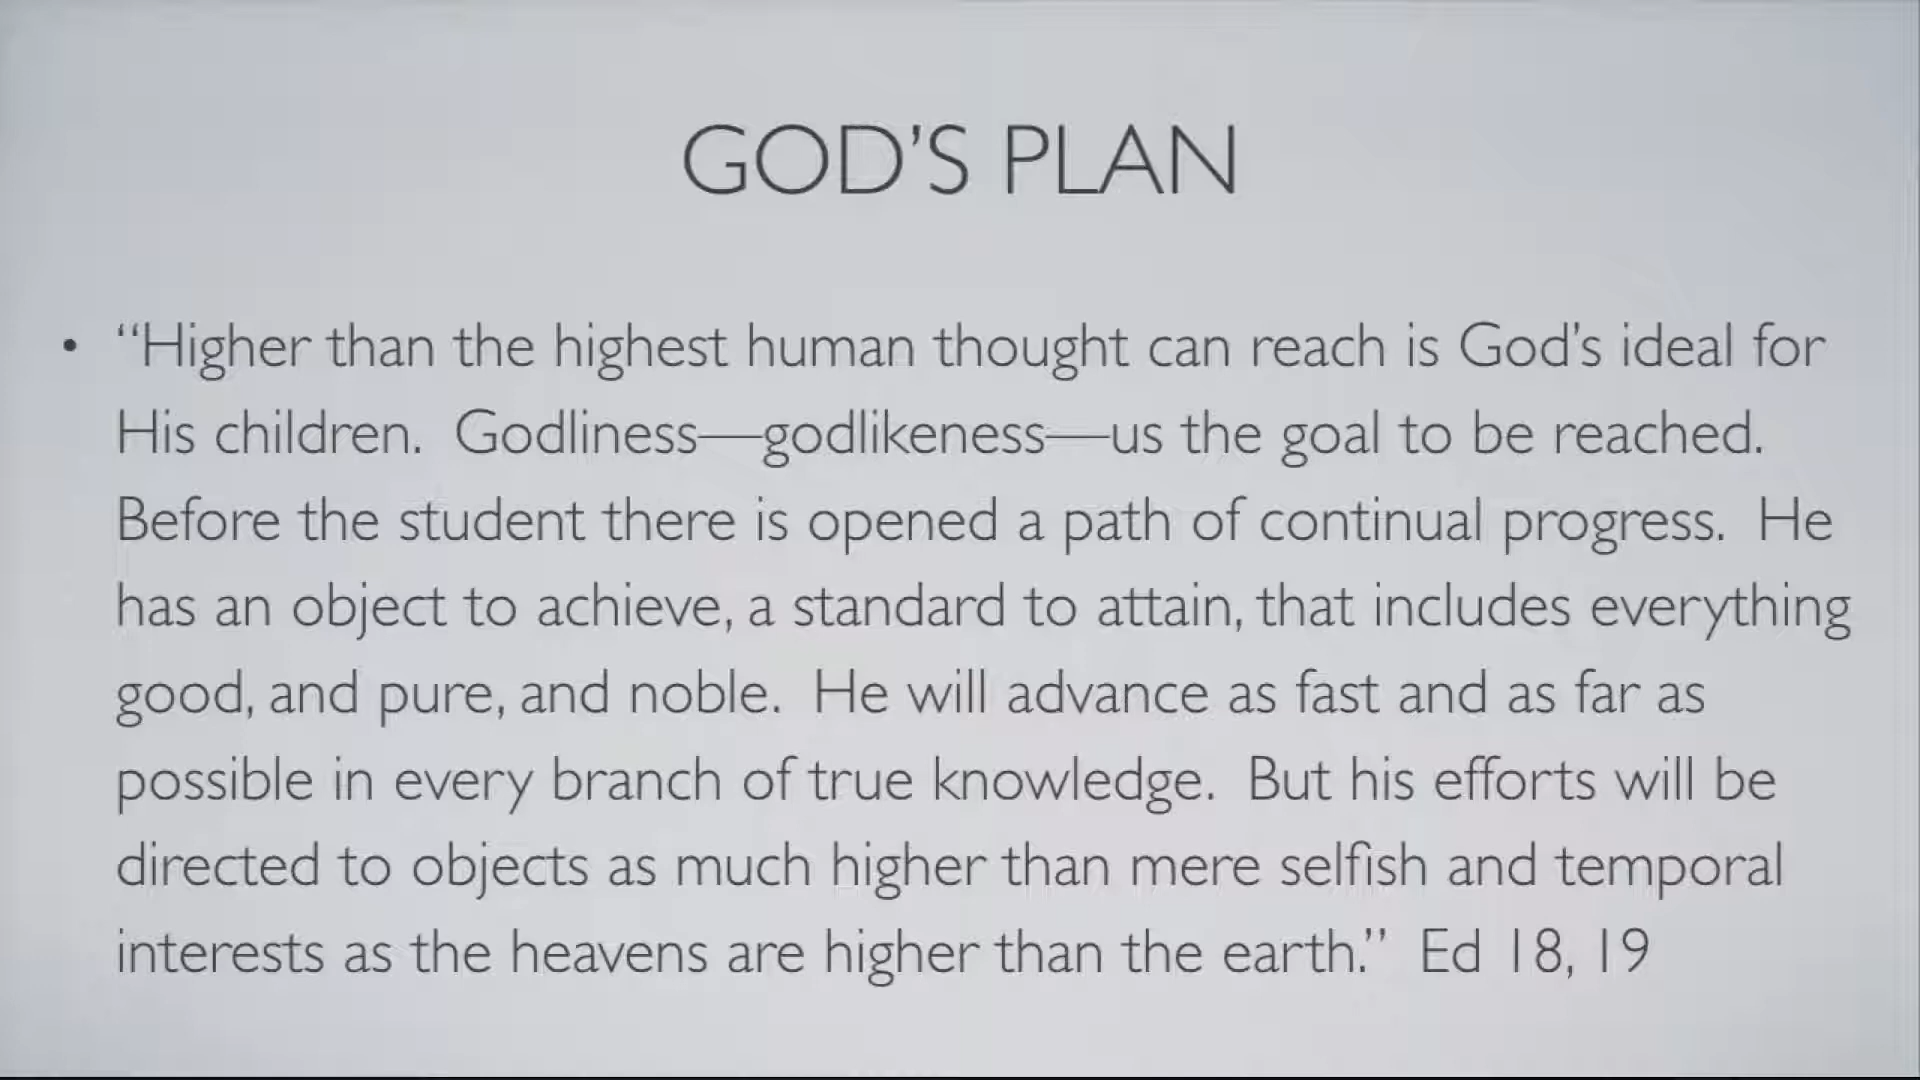 GOD’S PLAN
• “Higher than the highest human thought can reach is God’s ideal for
His children.  Godliness—godlikeness—us the goal to be reached.
Before the student there is opened a path of continual progress.  He
has an object to achieve, a standard to attain, that includes everything
good, and pure, and noble.  He will advance as fast and as far as
possible in every branch of true knowledge.  But his efforts will be
directed to objects as much higher than mere selfish and temporal
interests as the heavens are higher than the earth.”  Ed 18, 19